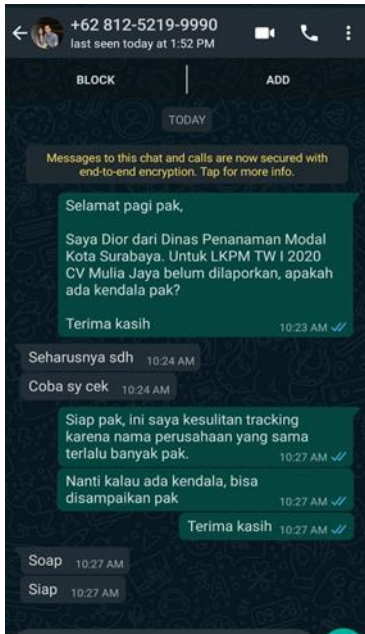 +62 812-5219-9990
last seen today at 1:52 PM
BLOCK
ADD
TODAY
Messages to this chat and calls are now secured with
end-to-end encryption. Tap for more info.
Selamat pagi pak,
Saya Dior dari Dinas Penanaman Modal
Kota Surabaya. Untuk LKPM TW I 2020
CV Mulia Jaya belum dilaporkan, apakah
ada kendala pak?
Terima kasih
10:23 AM
Seharusnya sdh 10:24 AM
Coba sy cek 10:24 AM
Siap pak, ini saya kesulitan tracking
karena nama perusahaan yang sama
terlalu banyak pak.
10:27 AM
Nanti kalau ada kendala, bisa
disampaikan pak
10:27 AM
Terima kasih 10:27 AM
Soap 10:27 AM
Siap 10:27 AM